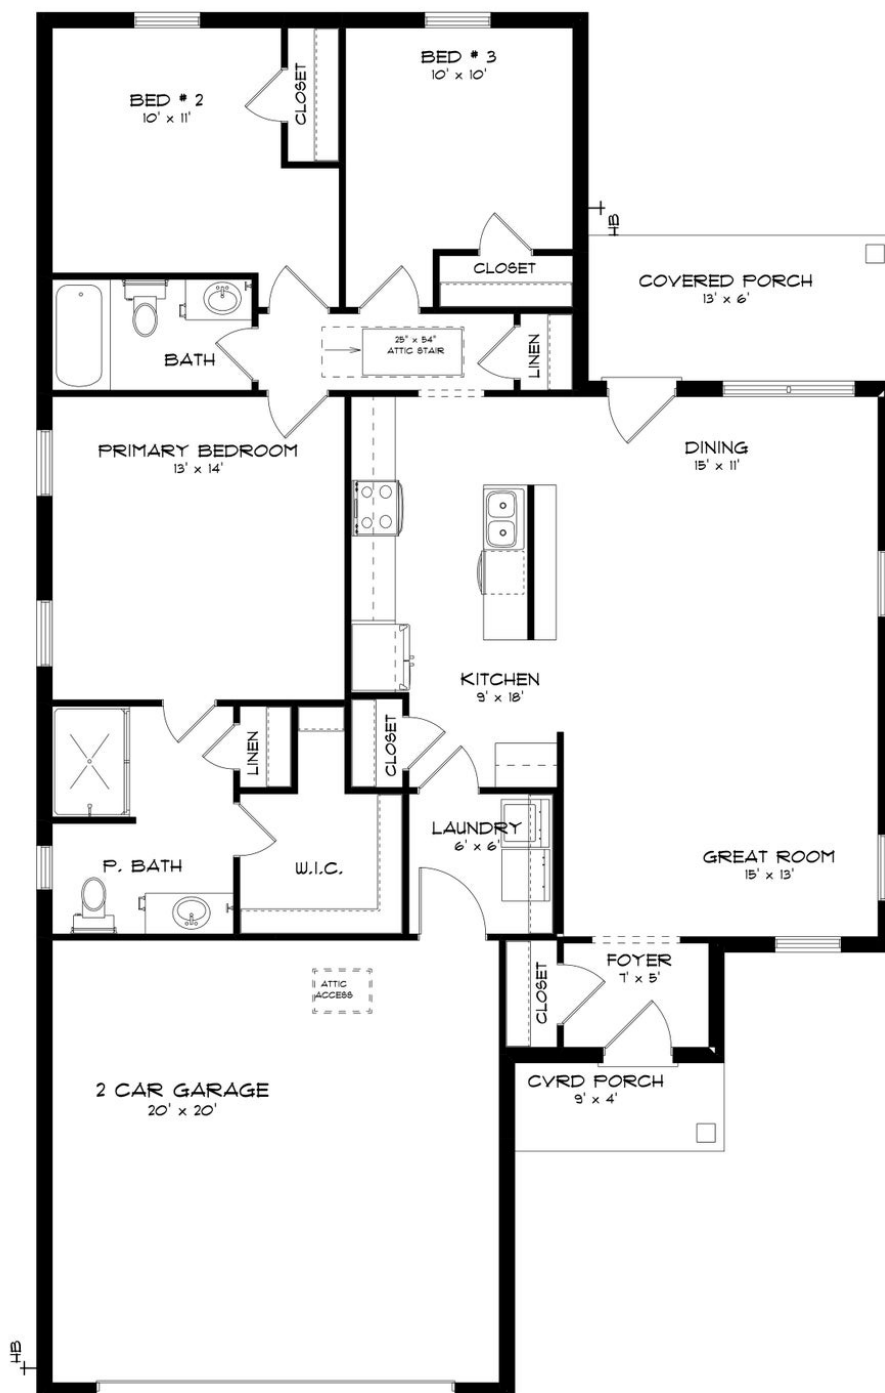 BED # 2
10' x 11'
CLOSET
BED # 3
10' x 10'
CLOSET
HB
COVERED PORCH
13' x 6'
BATH
25" x 54"
ATTIC STAIR
LINEN
PRIMARY BEDROOM
13' x 14'
DINING
15' x 11'
KITCHEN
9' x 18'
LINEN
CLOSET
P. BATH
W.I.C.
LAUNDRY
6' x 6'
GREAT ROOM
15' x 13'
ATTIC
ACCESS
CLOSET
FOYER
7' x 5'
2 CAR GARAGE
20' x 20'
CVRD PORCH
9' x 4'
HB